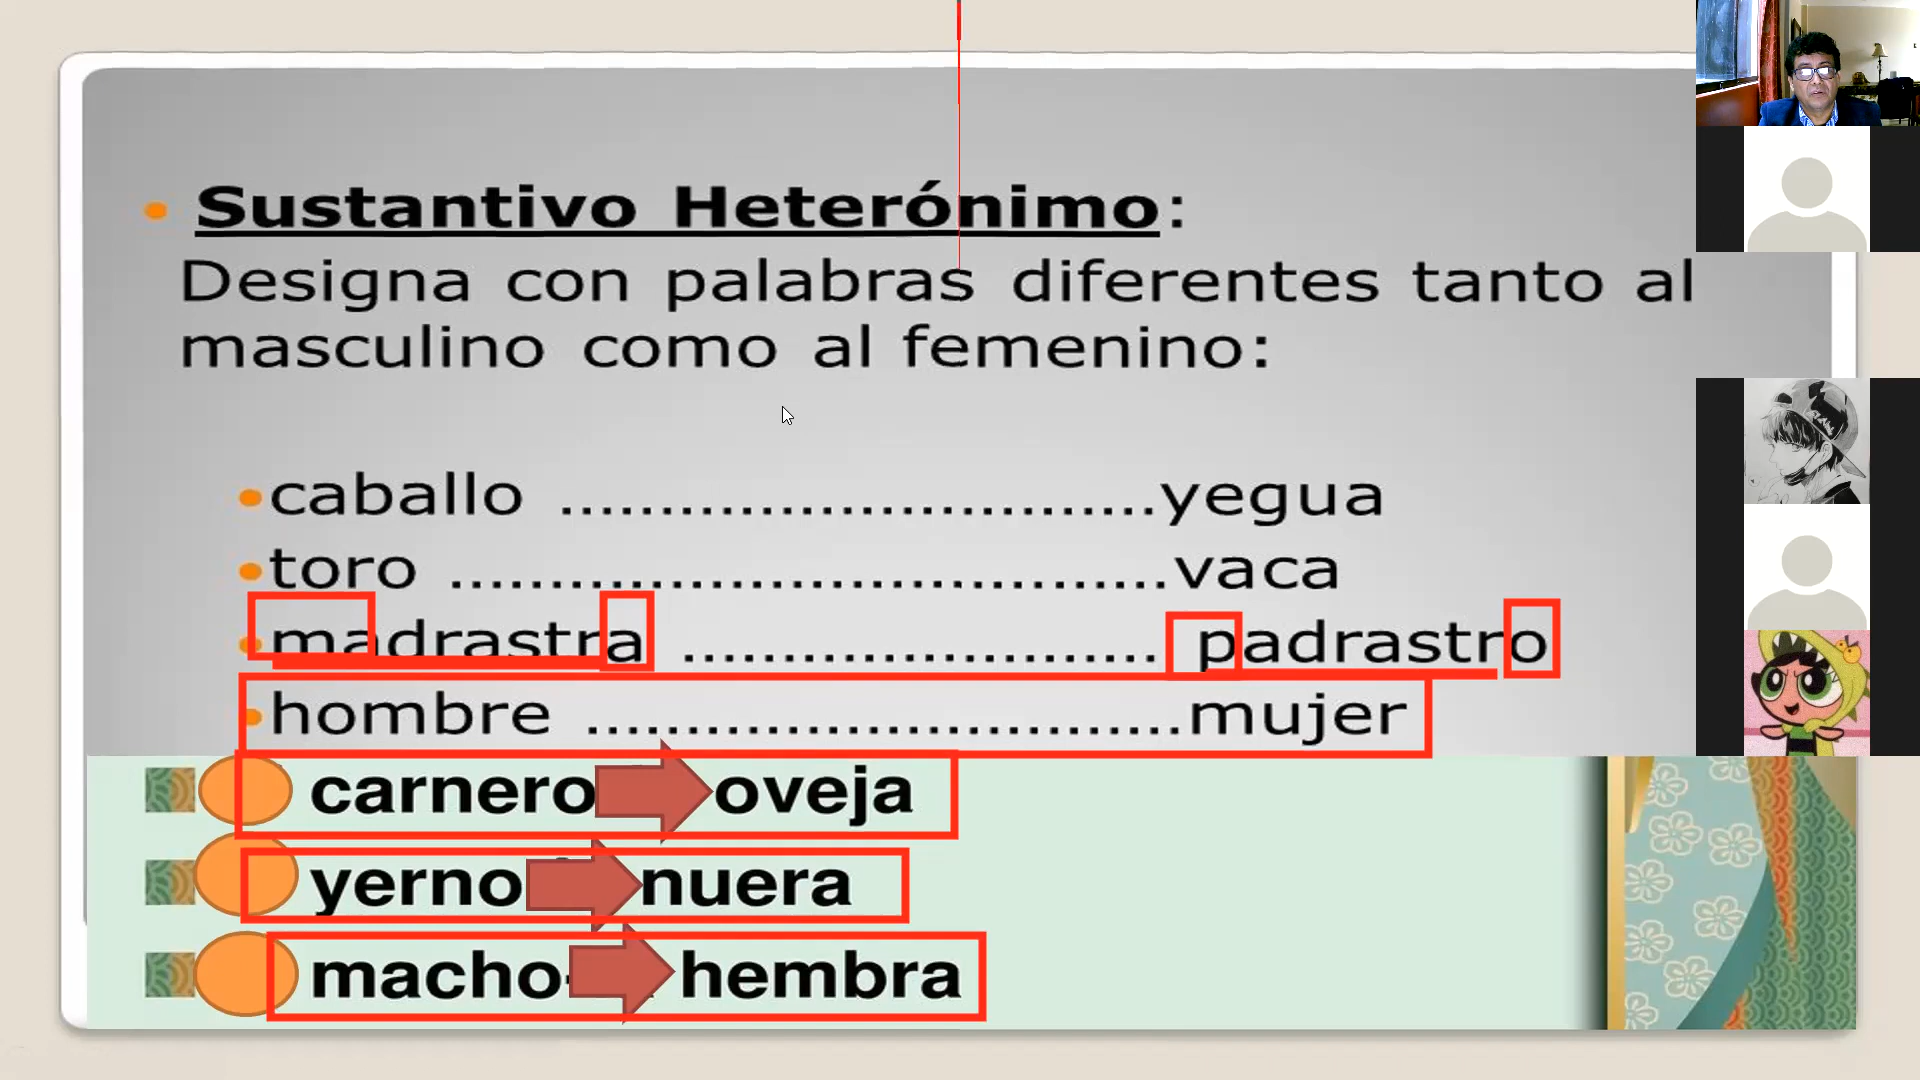 Sustantivo Heterónimo:
Designa con palabras diferentes tanto al
masculino como al femenino:
caballo ..............................yegua
toro ....................................vaca
madrastra ........................ padrastro
hombre ..............................mujer
carnero oveja
yerno nuera
macho- hembra